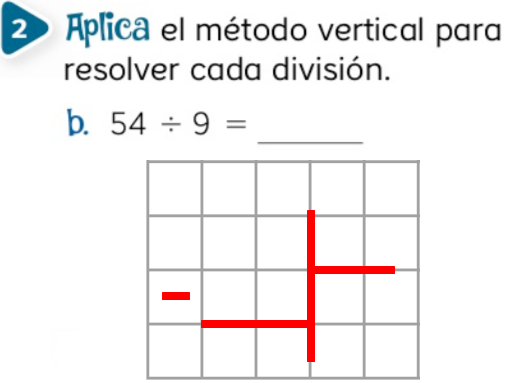 2 Aplica el método vertical para
resolver cada división.
b. 54 ÷ 9 = ______
−